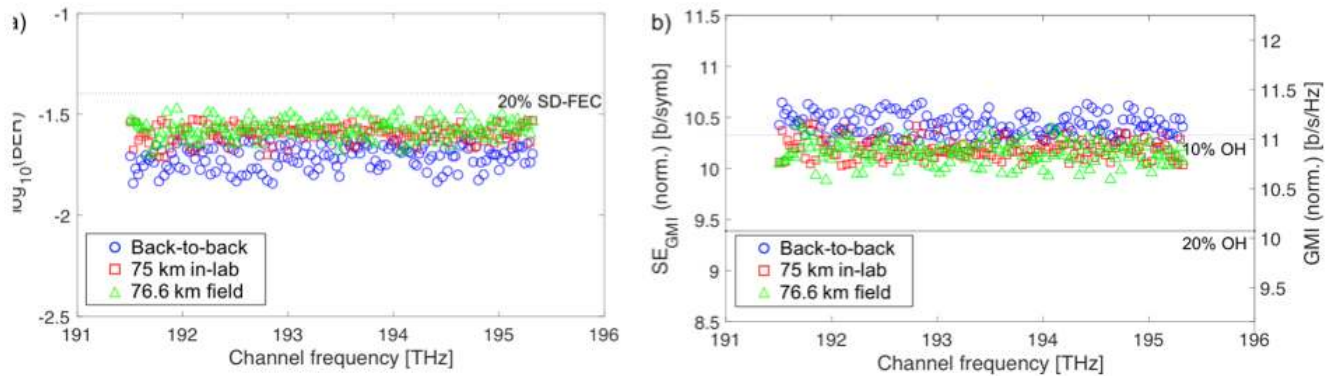 a)
-1
-1.5
-2
-2.5
20% SD-FEC
Back-to-back
75 km in-lab
76.6 km field
191 192 193 194 195 196
Channel frequency [THz]
b)
11.5
11
10.5
10
9.5
9
8.5
SE_GMI (norm.) [b/symb]
10% OH
20% OH
12
11.5
11
10.5
10
9.5
GMI (norm.) [b/s/Hz]
Back-to-back
75 km in-lab
76.6 km field
191 192 193 194 195 196
Channel frequency [THz]